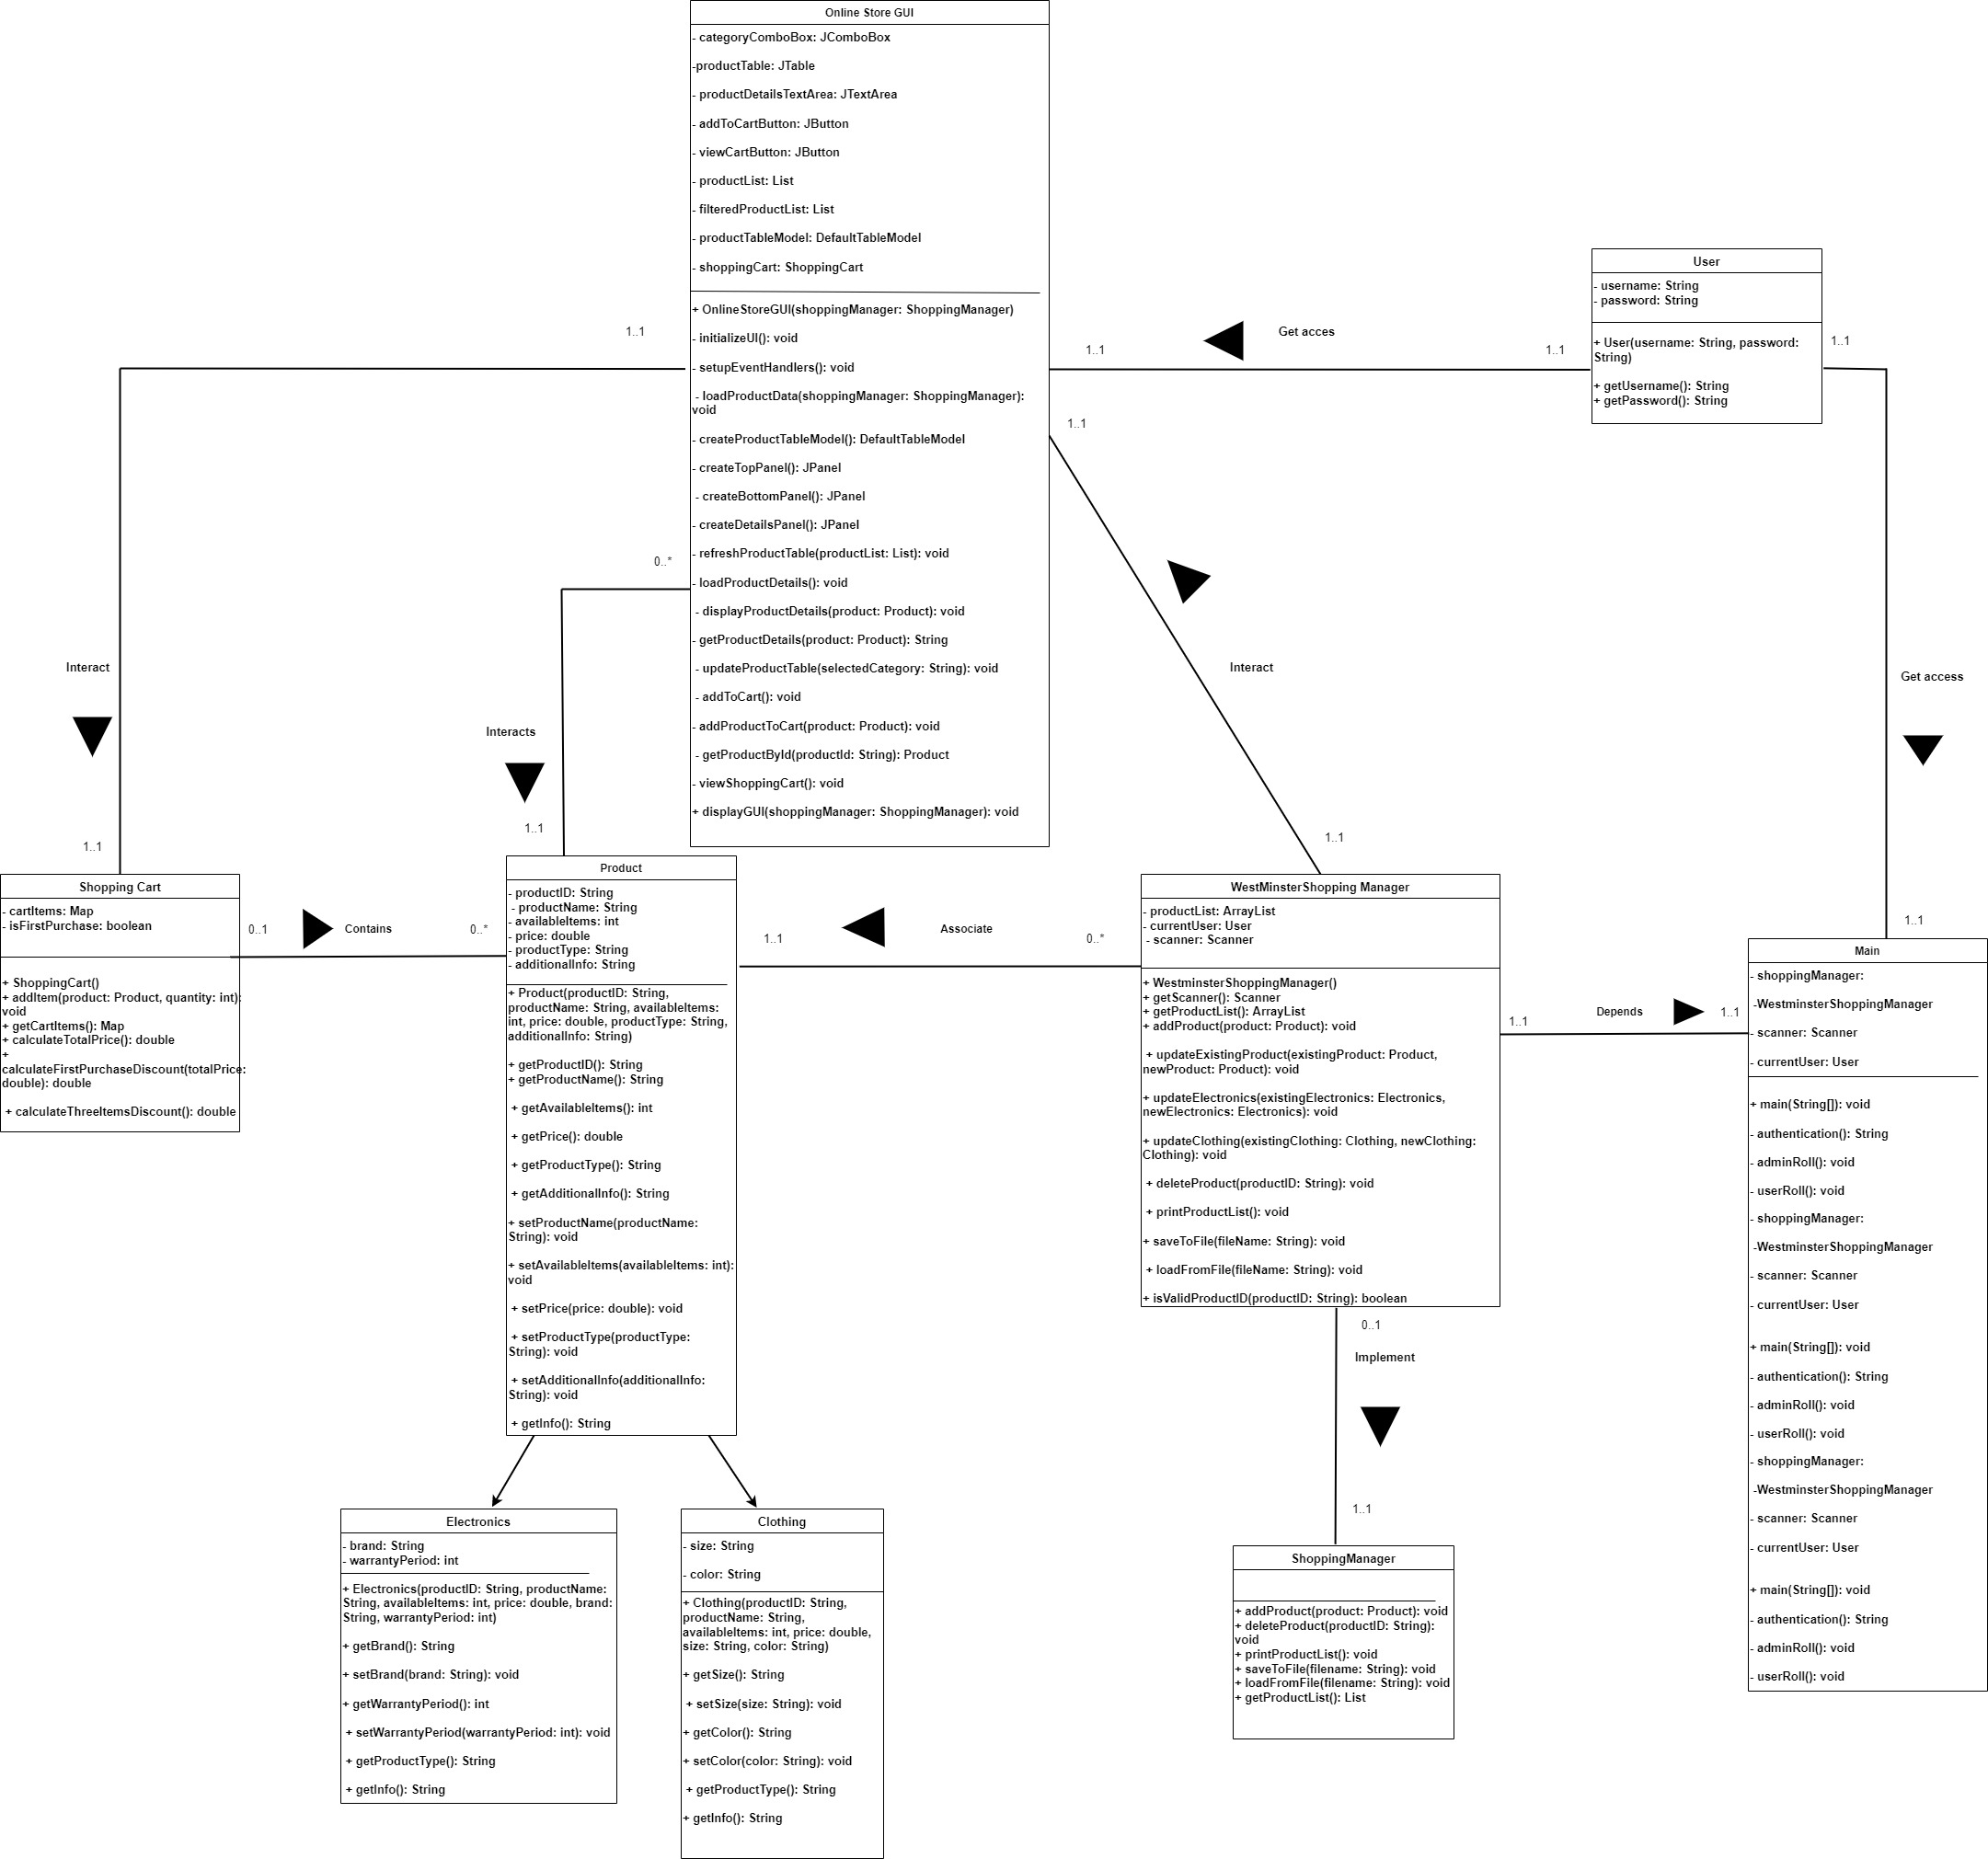 Online Store GUI
- categoryComboBox: JComboBox
-productTable: JTable
- productDetailsTextArea: JTextArea
- addToCartButton: JButton
- viewCartButton: JButton
- productList: List
- filteredProductList: List
- productTableModel: DefaultTableModel
- shoppingCart: ShoppingCart
+ OnlineStoreGUI(shoppingManager: ShoppingManager)
- initializeUI(): void
- setupEventHandlers(): void
- loadProductData(shoppingManager: ShoppingManager):
void
- createProductTableModel(): DefaultTableModel
- createTopPanel(): JPanel
- createBottomPanel(): JPanel
- createDetailsPanel(): JPanel
- refreshProductTable(productList: List): void
- loadProductDetails(): void
- displayProductDetails(product: Product): void
- getProductDetails(product: Product): String
- updateProductTable(selectedCategory: String): void
- addToCart(): void
- addProductToCart(product: Product): void
- getProductById(productId: String): Product
- viewShoppingCart(): void
+ displayGUI(shoppingManager: ShoppingManager): void
User
- username: String
- password: String
+ User(username: String, password:
String)
+ getUsername(): String
+ getPassword(): String
1..1
Get acces
1..1
1..1
1..1
1..1
0..*
Interact
Interacts
Interact
Get access
1..1
1..1
1..1
1..1
Shopping Cart
- cartItems: Map
- isFirstPurchase: boolean
+ ShoppingCart()
+ addItem(product: Product, quantity: int):
void
+ getCartItems(): Map
+ calculateTotalPrice(): double
+
calculateFirstPurchaseDiscount(totalPrice:
double): double
+ calculateThreeItemsDiscount(): double
0..1
Contains
0..*
Product
- productID: String
- productName: String
- availableItems: int
- price: double
- productType: String
- additionalInfo: String
+ Product(productID: String,
productName: String, availableItems:
int, price: double, productType: String,
additionalInfo: String)
+ getProductID(): String
+ getProductName(): String
+ getAvailableItems(): int
+ getPrice(): double
+ getProductType(): String
+ getAdditionalInfo(): String
+ setProductName(productName:
String): void
+ setAvailableItems(availableItems: int):
void
+ setPrice(price: double): void
+ setProductType(productType:
String): void
+ setAdditionalInfo(additionalInfo:
String): void
+ getInfo(): String
1..1
Associate
0..*
WestMinsterShopping Manager
- productList: ArrayList
- currentUser: User
- scanner: Scanner
+ WestminsterShoppingManager()
+ getScanner(): Scanner
+ getProductList(): ArrayList
+ addProduct(product: Product): void
+ updateExistingProduct(existingProduct: Product,
newProduct: Product): void
+ updateElectronics(existingElectronics: Electronics,
newElectronics: Electronics): void
+ updateClothing(existingClothing: Clothing, newClothing:
Clothing): void
+ deleteProduct(productID: String): void
+ printProductList(): void
+ saveToFile(fileName: String): void
+ loadFromFile(fileName: String): void
+ isValidProductID(productID: String): boolean
1..1
Depends
1..1
Main
- shoppingManager:
-WestminsterShoppingManager
- scanner: Scanner
- currentUser: User
+ main(String[]): void
- authentication(): String
- adminRoll(): void
- userRoll(): void
- shoppingManager:
-WestminsterShoppingManager
- scanner: Scanner
- currentUser: User
+ main(String[]): void
- authentication(): String
- adminRoll(): void
- userRoll(): void
- shoppingManager:
-WestminsterShoppingManager
- scanner: Scanner
- currentUser: User
+ main(String[]): void
- authentication(): String
- adminRoll(): void
- userRoll(): void
0..1
Implement
1..1
Electronics
- brand: String
- warrantyPeriod: int
+ Electronics(productID: String, productName:
String, availableItems: int, price: double, brand:
String, warrantyPeriod: int)
+ getBrand(): String
+ setBrand(brand: String): void
+ getWarrantyPeriod(): int
+ setWarrantyPeriod(warrantyPeriod: int): void
+ getProductType(): String
+ getInfo(): String
Clothing
- size: String
- color: String
+ Clothing(productID: String,
productName: String,
availableItems: int, price: double,
size: String, color: String)
+ getSize(): String
+ setSize(size: String): void
+ getColor(): String
+ setColor(color: String): void
+ getProductType(): String
+ getInfo(): String
ShoppingManager
+ addProduct(product: Product): void
+ deleteProduct(productID: String):
void
+ printProductList(): void
+ saveToFile(filename: String): void
+ loadFromFile(filename: String): void
+ getProductList(): List